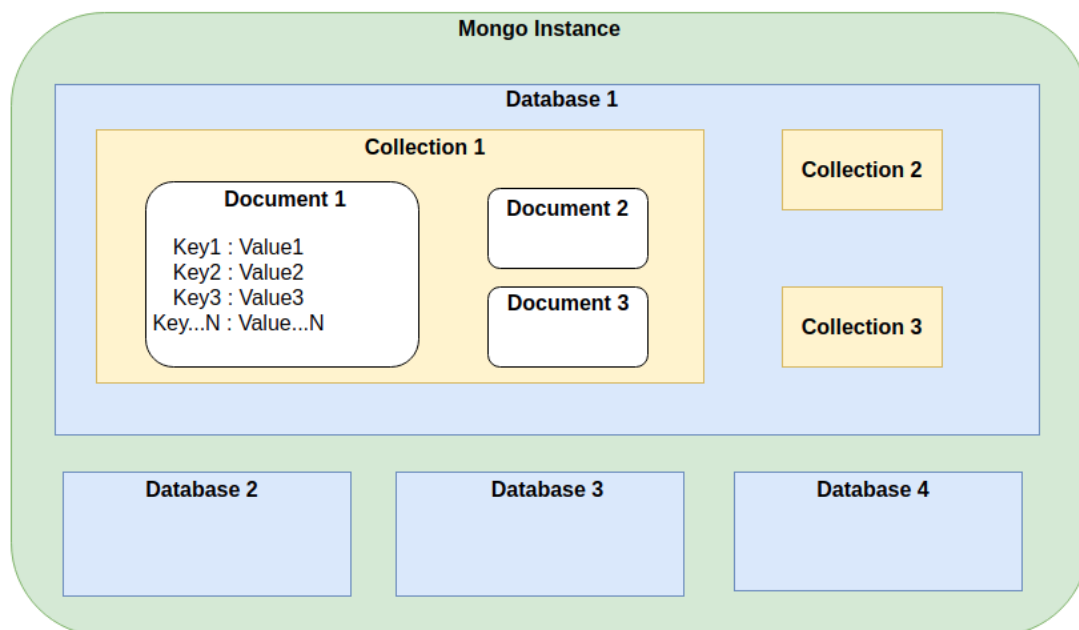 Mongo Instance
Database 1
Collection 1
Document 1
Key1 : Value1
Key2 : Value2
Key3 : Value3
Key...N : Value...N
Document 2
Document 3
Collection 2
Collection 3
Database 2
Database 3
Database 4